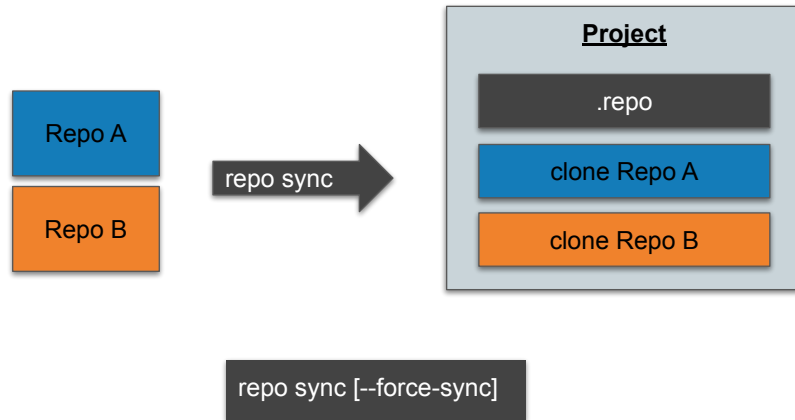 Project
.repo
Repo A
repo sync
clone Repo A
Repo B
clone Repo B
repo sync [--force-sync]